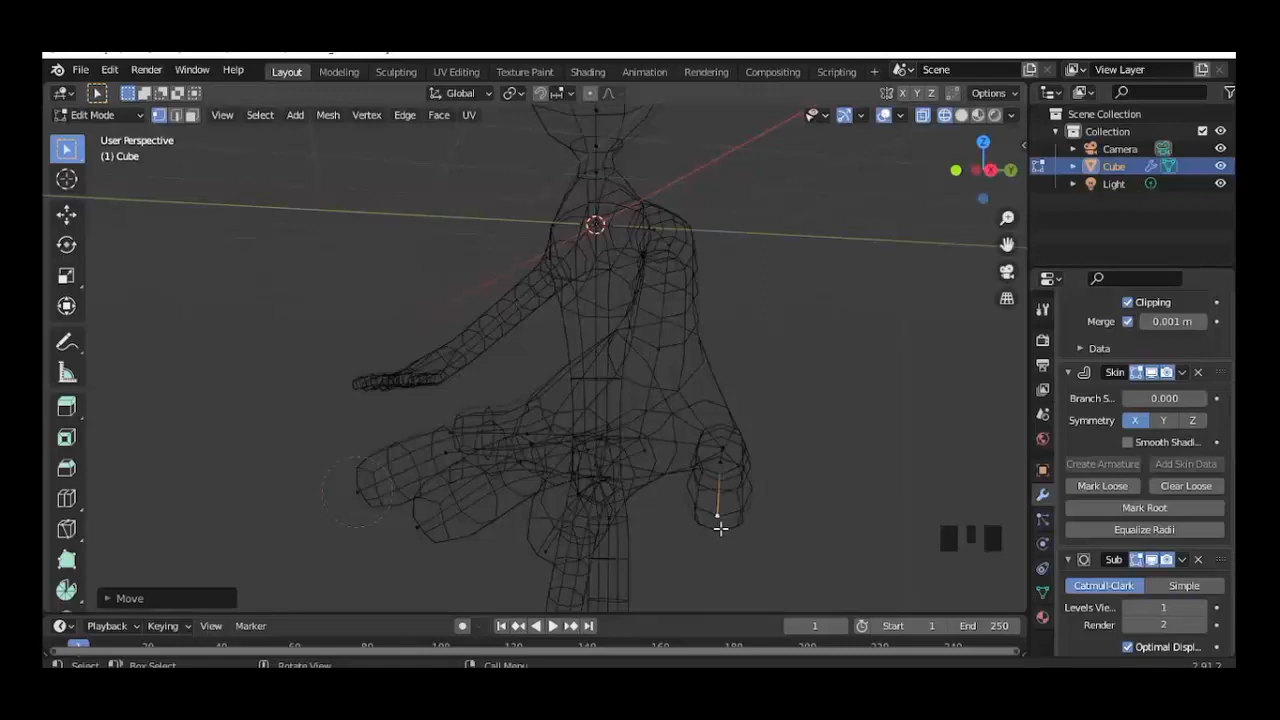 File Edit Render Window Help Layout Modeling Sculpting UV Editing Texture Paint Shading Animation Rendering Compositing Scripting + Scene View Layer
Global X Y Z Options
Edit Mode View Select Add Mesh Vertex Edge Face UV
User Perspective
(1) Cube
Scene Collection
Collection
Camera
Cube
Light
Z
X
Y
Clipping
Merge 0.001 m
Data
Skin
Branch S... 0.000
Symmetry X Y Z
Smooth Shadi...
Create Armature Add Skin Data
Mark Loose Clear Loose
Mark Root
Equalize Radii
Sub
Catmull-Clark Simple
Levels Vie... 1
Render 2
Optimal Displ...
Move
Playback Keying View Marker 1 Start 1 End 250
Select Box Select Rotate View Call Menu 2.91.2